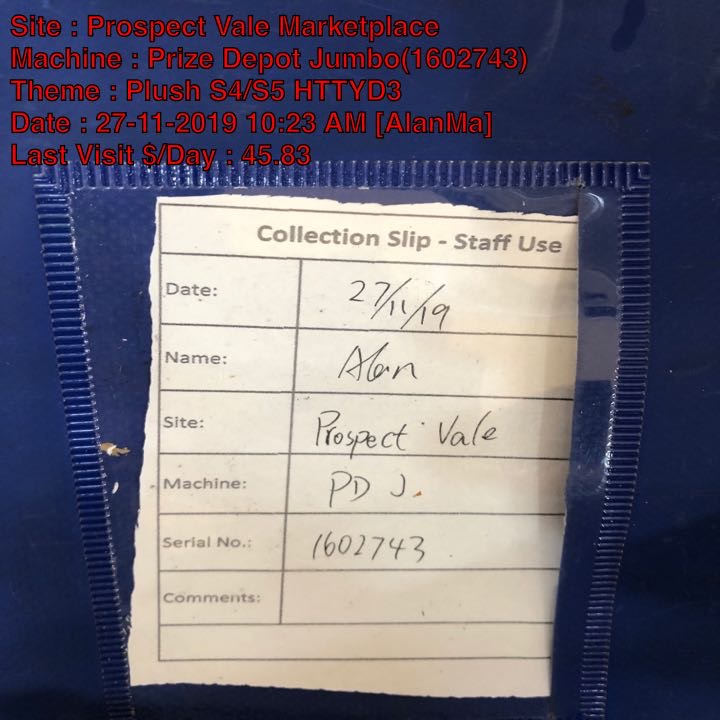 Site : Prospect Vale Marketplace
Machine : Prize Depot Jumbo(1602743)
Theme : Plush S4/S5 HTTYD3
Date : 27-11-2019 10:23 AM [AlanMa]
Last Visit $/Day : 45.83
Collection Slip - Staff Use
Date: 27/11/19
Name: Alan
Site: Prospect Vale
Machine: PD J.
Serial No.: 1602743
Comments: